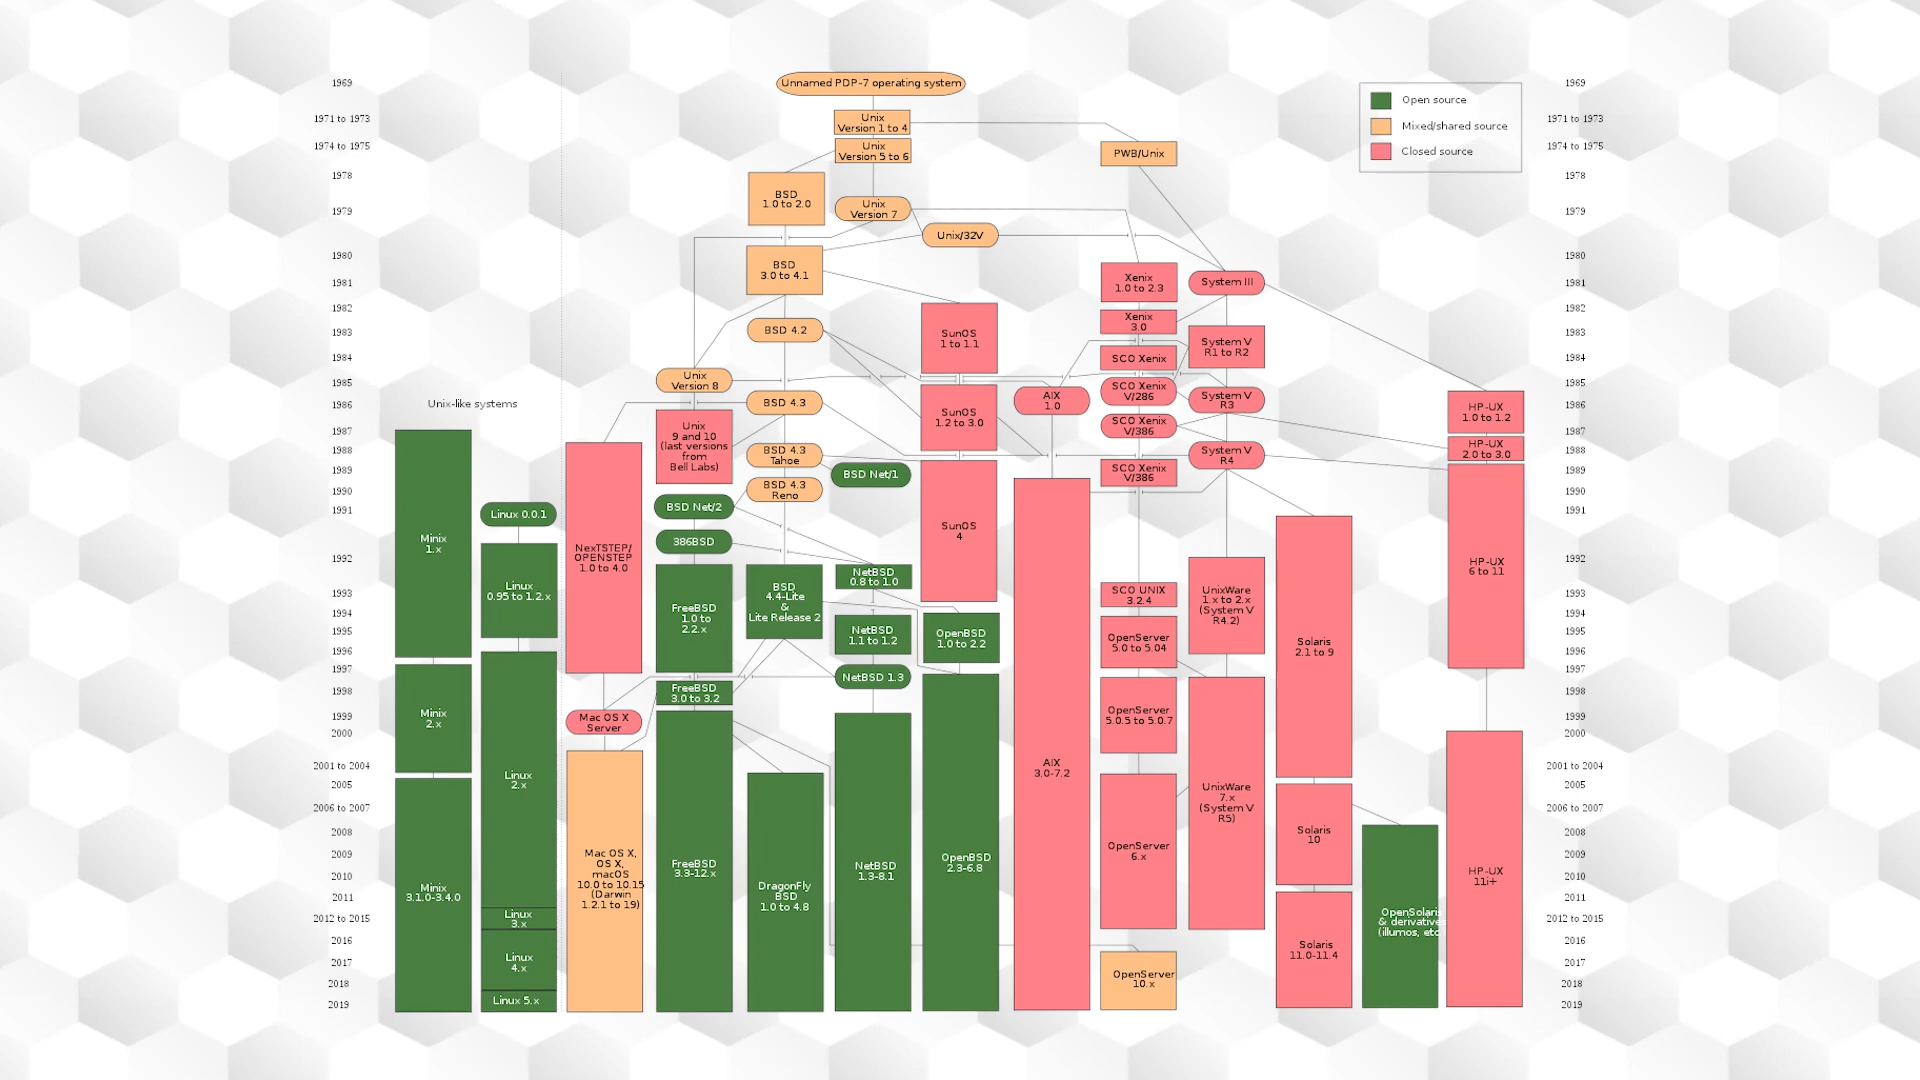 1969
1971 to 1973
1974 to 1975
1978
1979
1980
1981
1982
1983
1984
1985
1986
1987
1988
1989
1990
1991
1992
1993
1994
1995
1996
1997
1998
1999
2000
2001 to 2004
2005
2006 to 2007
2008
2009
2010
2011
2012 to 2015
2016
2017
2018
2019
Unix-like systems
Minix
1.x
Minix
2.x
Minix
3.1.0-3.4.0
Linux 0.0.1
Linux
0.95 to 1.2.x
Linux
2.x
Linux
3.x
Linux
4.x
Linux 5.x
NexTSTEP/
OPENSTEP
1.0 to 4.0
Mac OS X
Server
Mac OS X,
OS X,
macOS
10.0 to 10.15
(Darwin
1.2.1 to 19)
Unnamed PDP-7 operating system
Unix
Version 1 to 4
Unix
Version 5 to 6
PWB/Unix
BSD
1.0 to 2.0
Unix
Version 7
Unix/32V
BSD
3.0 to 4.1
BSD 4.2
Unix
Version 8
BSD 4.3
Unix
9 and 10
(last versions
from
Bell Labs)
BSD 4.3
Tahoe
BSD Net/1
BSD 4.3
Reno
BSD Net/2
386BSD
FreeBSD
1.0 to
2.2.x
FreeBSD
3.0 to 3.2
FreeBSD
3.3-12.x
BSD
4.4-Lite
&
Lite Release 2
DragonFly
BSD
1.0 to 4.8
NetBSD
0.8 to 1.0
NetBSD
1.1 to 1.2
NetBSD 1.3
NetBSD
1.3-8.1
SunOS
1 to 1.1
SunOS
1.2 to 3.0
SunOS
4
OpenBSD
1.0 to 2.2
OpenBSD
2.3-6.8
AIX
1.0
AIX
3.0-7.2
Xenix
1.0 to 2.3
Xenix
3.0
SCO Xenix
SCO Xenix
V/286
SCO Xenix
V/386
SCO Xenix
V/386
SCO UNIX
3.2.4
OpenServer
5.0 to 5.04
OpenServer
5.0.5 to 5.0.7
OpenServer
6.x
OpenServer
10.x
System III
System V
R1 to R2
System V
R3
System V
R4
UnixWare
1.x to 2.x
(System V
R4.2)
UnixWare
7.x
(System V
R5)
Solaris
2.1 to 9
Solaris
10
Solaris
11.0-11.4
OpenSolaris
& derivatives
(illumos, etc
HP-UX
1.0 to 1.2
HP-UX
2.0 to 3.0
HP-UX
6 to 11
HP-UX
11i+
Open source
Mixed/shared source
Closed source
1969
1971 to 1973
1974 to 1975
1978
1979
1980
1981
1982
1983
1984
1985
1986
1987
1988
1989
1990
1991
1992
1993
1994
1995
1996
1997
1998
1999
2000
2001 to 2004
2005
2006 to 2007
2008
2009
2010
2011
2012 to 2015
2016
2017
2018
2019